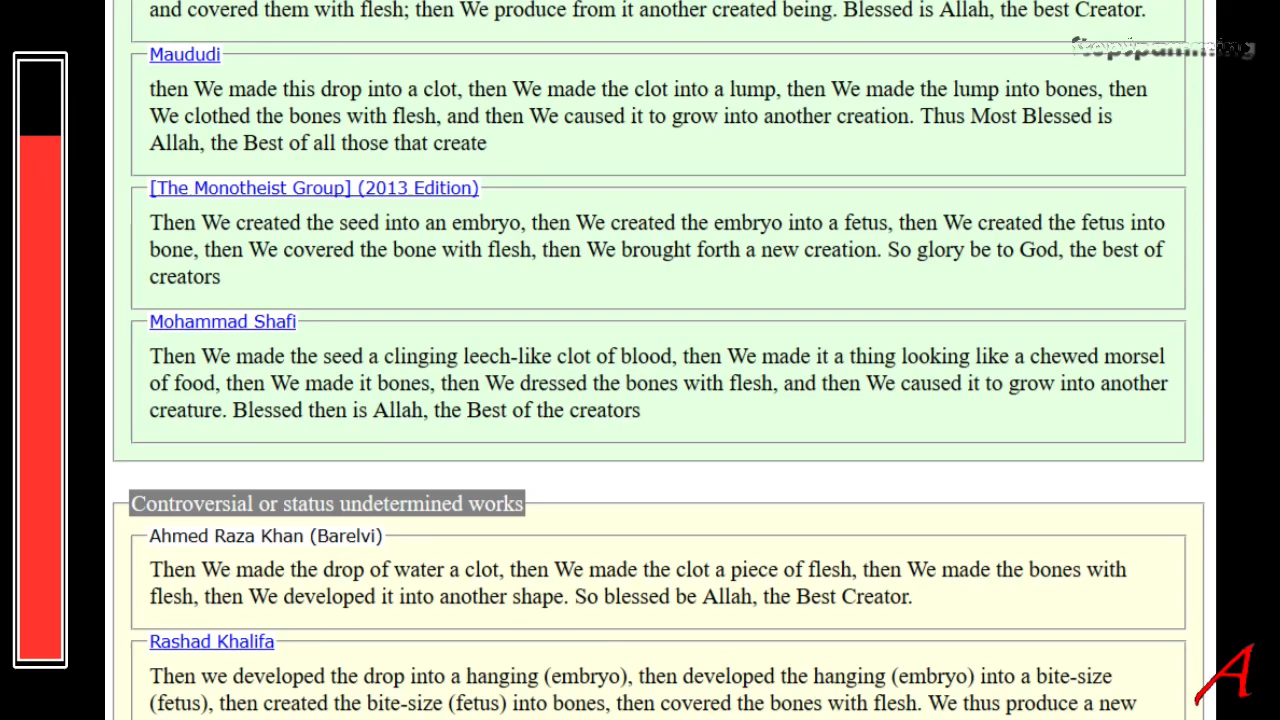 and covered them with flesh; then We produce from it another created being. Blessed is Allah, the best Creator.
Stopspamming
Maududi
then We made this drop into a clot, then We made the clot into a lump, then We made the lump into bones, then
We clothed the bones with flesh, and then We caused it to grow into another creation. Thus Most Blessed is
Allah, the Best of all those that create
[The Monotheist Group] (2013 Edition)
Then We created the seed into an embryo, then We created the embryo into a fetus, then We created the fetus into
bone, then We covered the bone with flesh, then We brought forth a new creation. So glory be to God, the best of
creators
Mohammad Shafi
Then We made the seed a clinging leech-like clot of blood, then We made it a thing looking like a chewed morsel
of food, then We made it bones, then We dressed the bones with flesh, and then We caused it to grow into another
creature. Blessed then is Allah, the Best of the creators
Controversial or status undetermined works
Ahmed Raza Khan (Barelvi)
Then We made the drop of water a clot, then We made the clot a piece of flesh, then We made the bones with
flesh, then We developed it into another shape. So blessed be Allah, the Best Creator.
Rashad Khalifa
Then we developed the drop into a hanging (embryo), then developed the hanging (embryo) into a bite-size
(fetus), then created the bite-size (fetus) into bones, then covered the bones with flesh. We thus produce a new
A